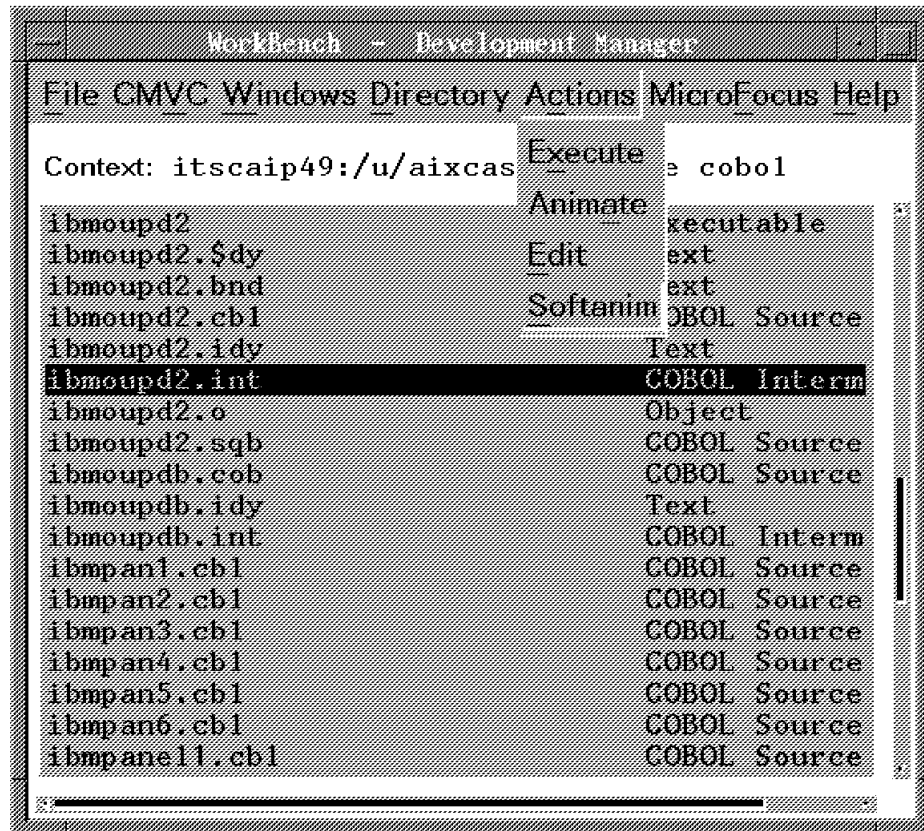 WorkBench - Development Manager
File CMVC Windows Directory Actions MicroFocus Help
Context: itscaip49:/u/aixcas e cobol
Execute
Animate
Edit
Softanim
ibmoupd2 xecutable
ibmoupd2.$dy ext
ibmoupd2.bnd ext
ibmoupd2.cbl OBOL Source
ibmoupd2.idy Text
ibmoupd2.int COBOL Interm
ibmoupd2.o Object
ibmoupd2.sqb COBOL Source
ibmoupdb.cob COBOL Source
ibmoupdb.idy Text
ibmoupdb.int COBOL Interm
ibmpan1.cbl COBOL Source
ibmpan2.cbl COBOL Source
ibmpan3.cbl COBOL Source
ibmpan4.cbl COBOL Source
ibmpan5.cbl COBOL Source
ibmpan6.cbl COBOL Source
ibmpanel1.cbl COBOL Source